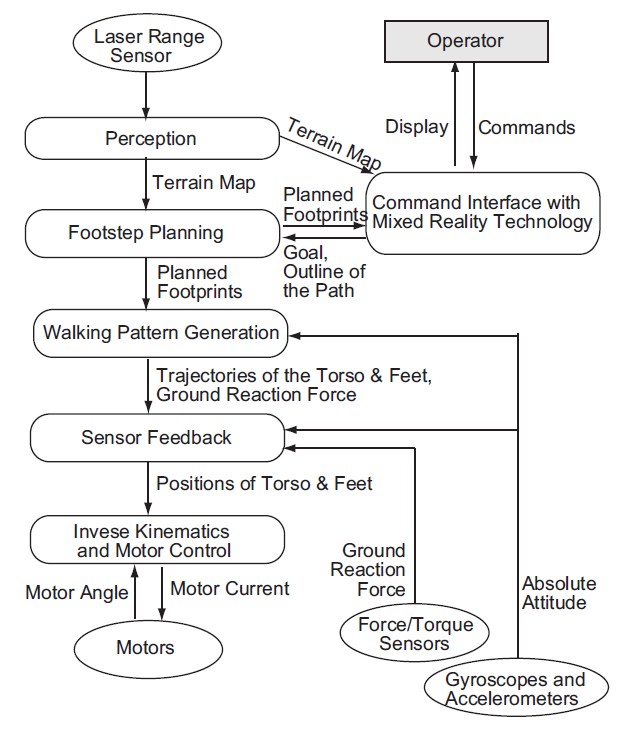 Laser Range
Sensor
Operator
Display
Commands
Perception
Terrain Map
Terrain Map
Planned
Footprints
Command Interface with
Mixed Reality Technology
Footstep Planning
Goal,
Outline of
the Path
Planned
Footprints
Walking Pattern Generation
Trajectories of the Torso & Feet,
Ground Reaction Force
Sensor Feedback
Positions of Torso & Feet
Invese Kinematics
and Motor Control
Ground
Reaction
Force
Absolute
Attitude
Motor Angle
Motor Current
Motors
Force/Torque
Sensors
Gyroscopes and
Accelerometers